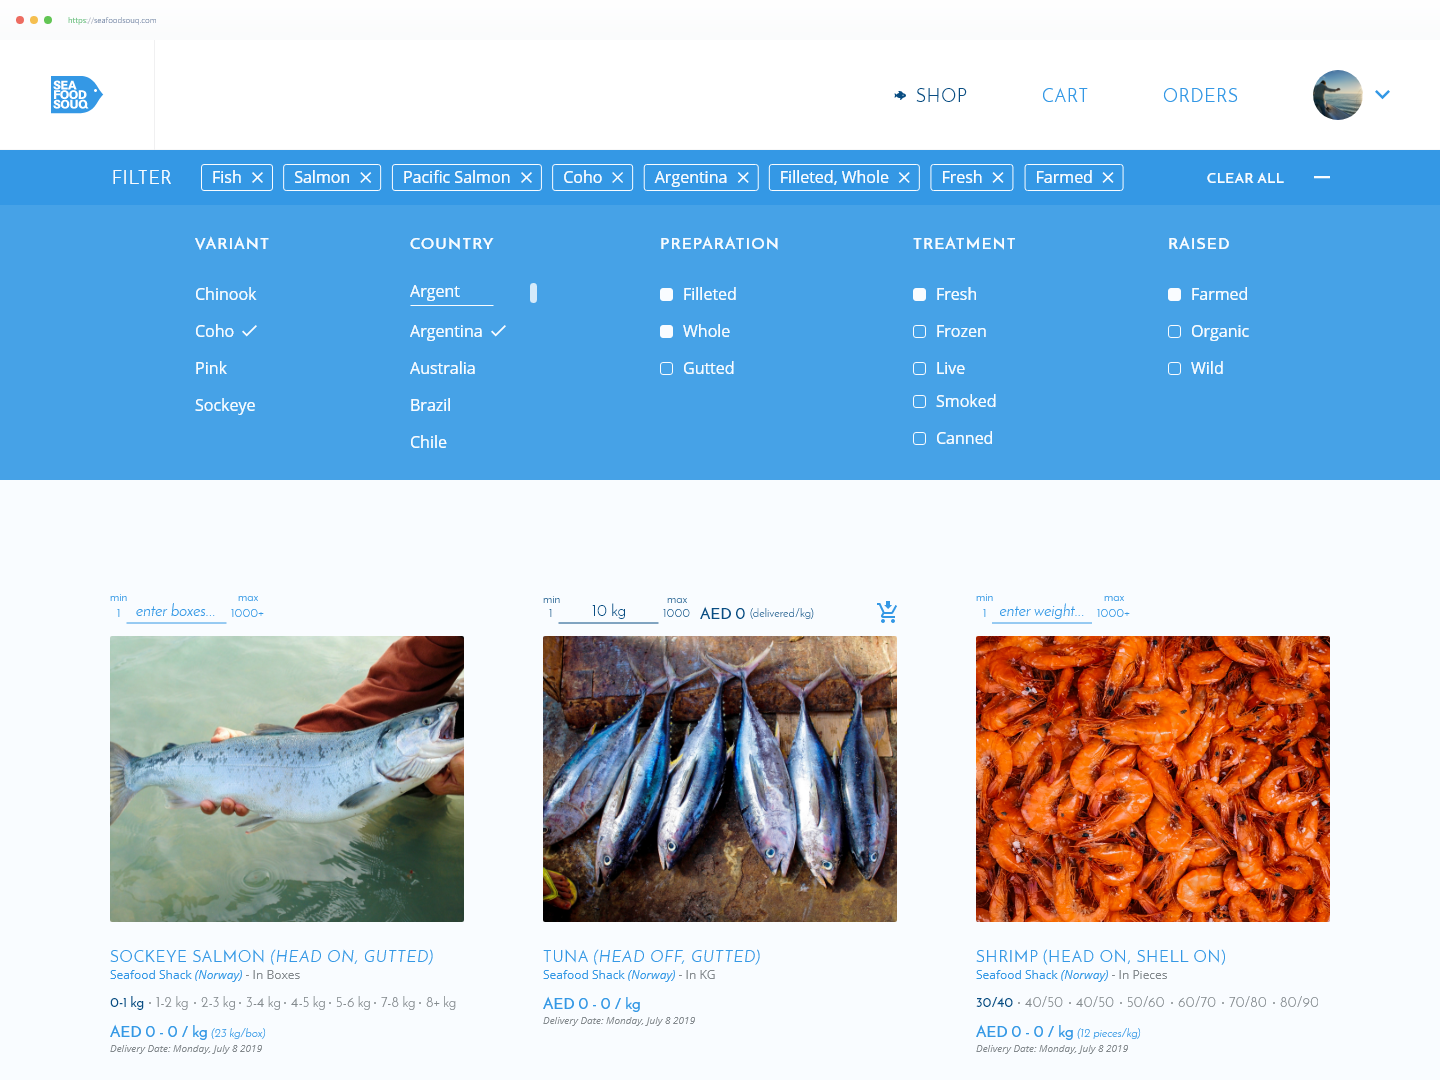 https://seafoodsouq.com
SEA
FOOD
SOUQ
SHOP
CART
ORDERS
FILTER
Fish
Salmon
Pacific Salmon
Coho
Argentina
Filleted, Whole
Fresh
Farmed
CLEAR ALL
VARIANT
Chinook
Coho
Pink
Sockeye
COUNTRY
Argent
Argentina
Australia
Brazil
Chile
PREPARATION
Filleted
Whole
Gutted
TREATMENT
Fresh
Frozen
Live
Smoked
Canned
RAISED
Farmed
Organic
Wild
min
1
enter boxes...
max
1000+
SOCKEYE SALMON (HEAD ON, GUTTED)
Seafood Shack (Norway) - In Boxes
0-1 kg · 1-2 kg · 2-3 kg · 3-4 kg · 4-5 kg · 5-6 kg · 7-8 kg · 8+ kg
AED 0 - 0 / kg (23 kg/box)
Delivery Date: Monday, July 8 2019
min
1
10 kg
max
1000
AED 0 (delivered/kg)
TUNA (HEAD OFF, GUTTED)
Seafood Shack (Norway) - In KG
AED 0 - 0 / kg
Delivery Date: Monday, July 8 2019
min
1
enter weight...
max
1000+
SHRIMP (HEAD ON, SHELL ON)
Seafood Shack (Norway) - In Pieces
30/40 · 40/50 · 40/50 · 50/60 · 60/70 · 70/80 · 80/90
AED 0 - 0 / kg (12 pieces/kg)
Delivery Date: Monday, July 8 2019